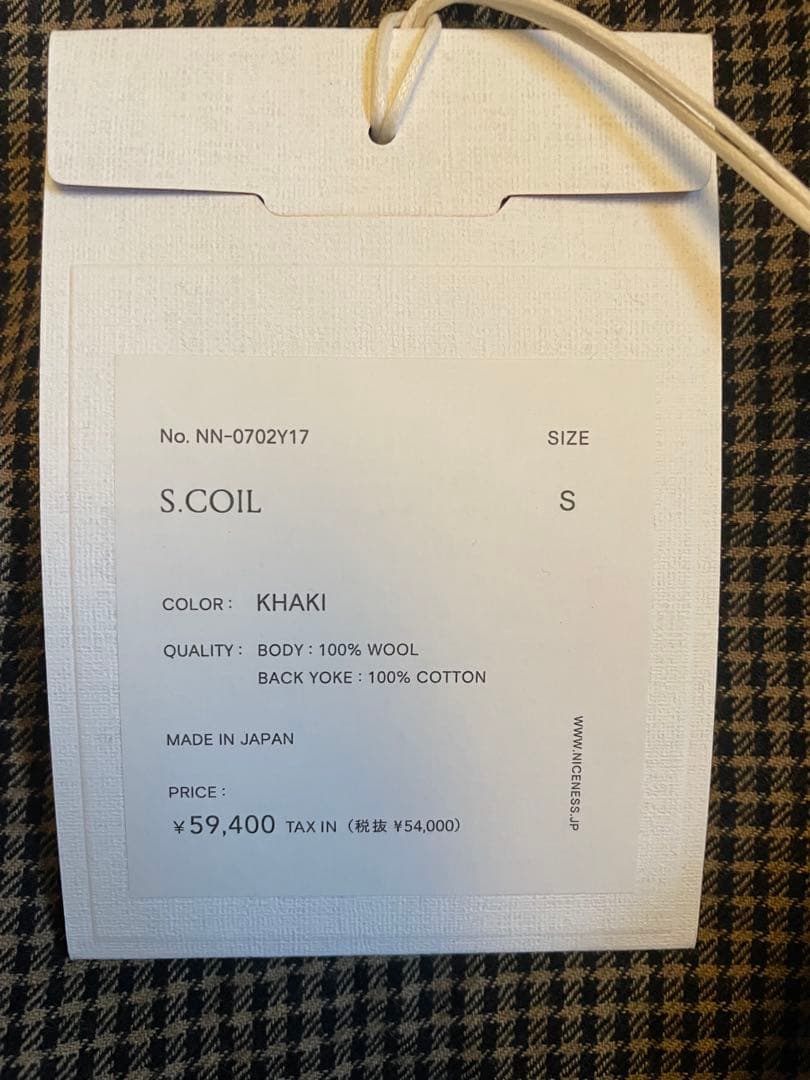 No. NN-0702Y17
SIZE
S.COIL
S
COLOR : KHAKI
QUALITY : BODY : 100% WOOL
BACK YOKE : 100% COTTON
MADE IN JAPAN
PRICE :
¥59,400 TAX IN (税抜 ¥54,000)
WWW.NICENESS.JP